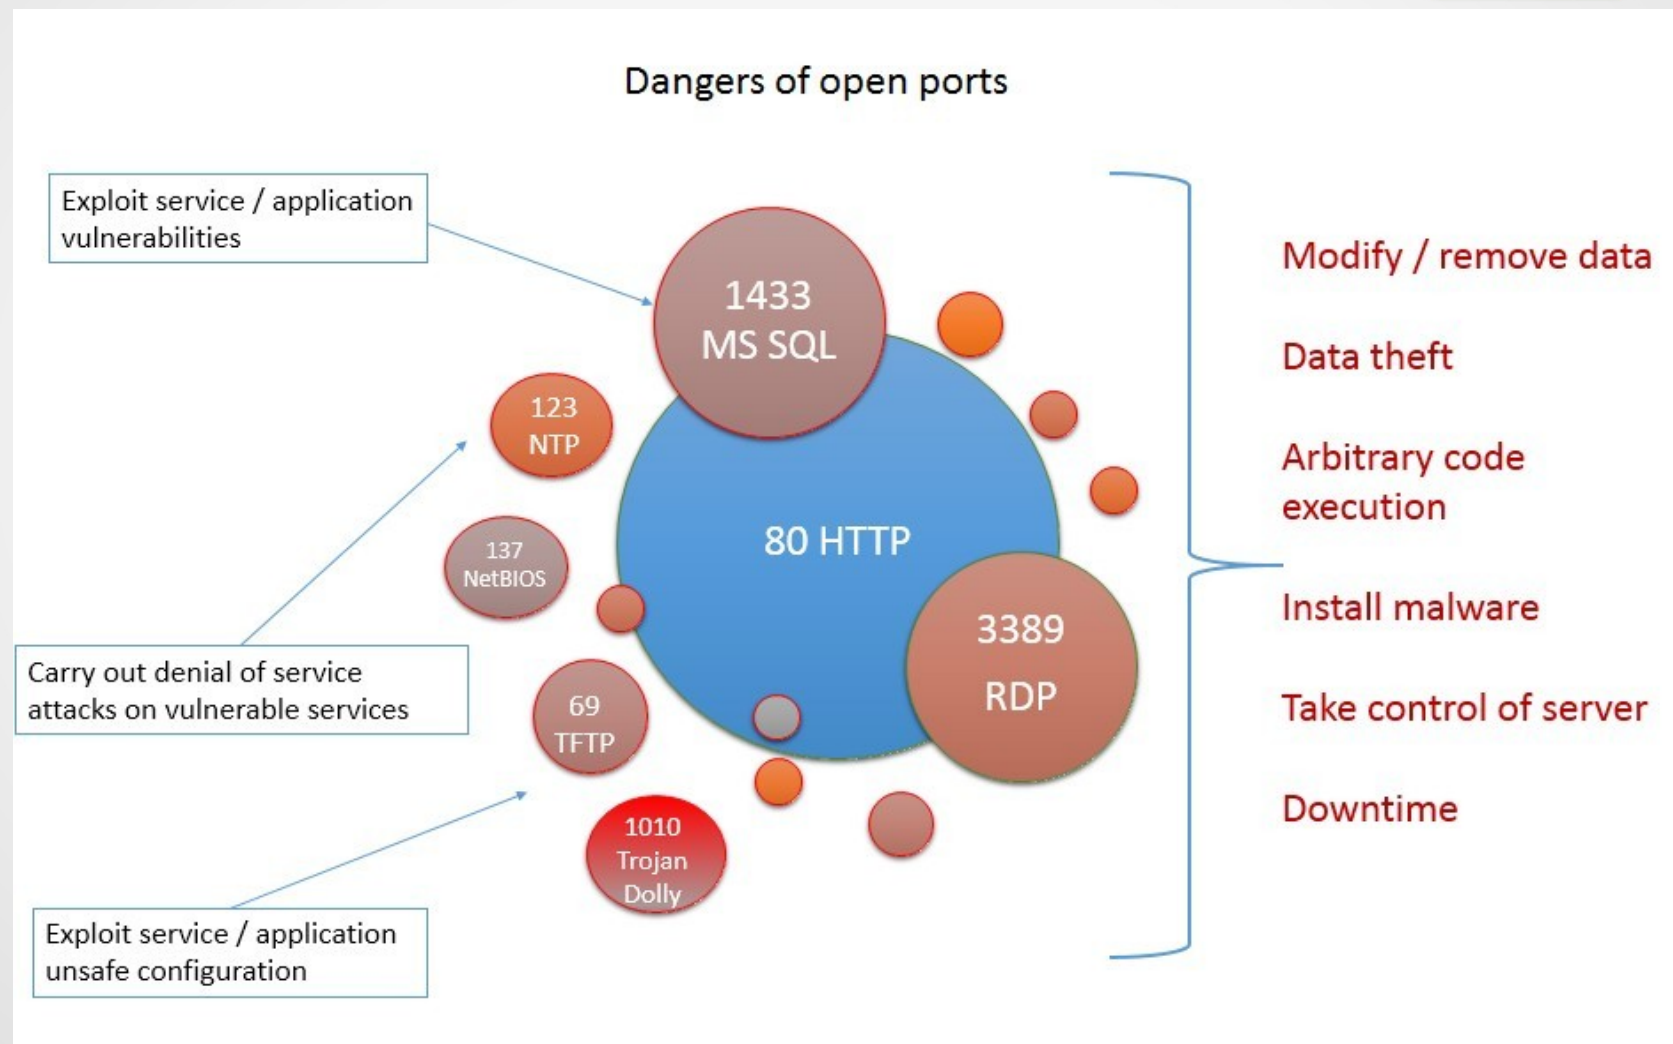 Dangers of open ports
Exploit service / application
vulnerabilities
1433
MS SQL
123
NTP
137
NetBIOS
80 HTTP
3389
RDP
Carry out denial of service
attacks on vulnerable services
69
TFTP
1010
Trojan
Dolly
Exploit service / application
unsafe configuration
Modify / remove data
Data theft
Arbitrary code
execution
Install malware
Take control of server
Downtime